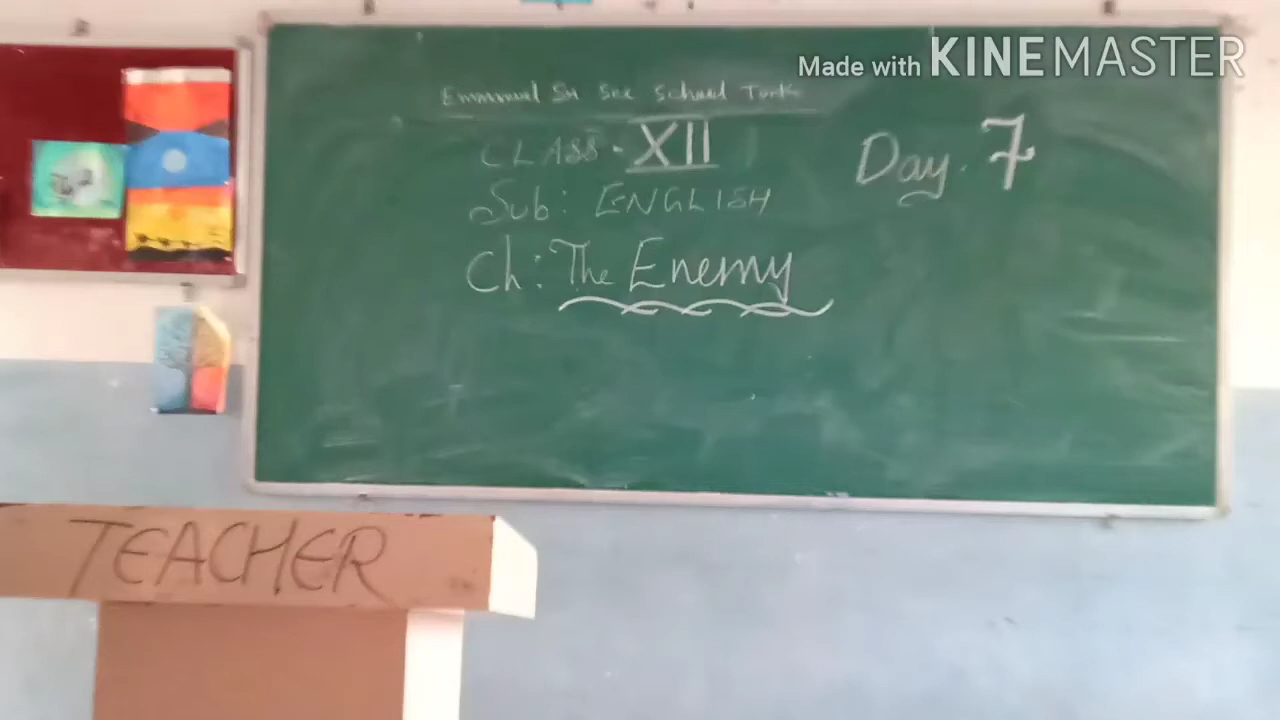 Made with KINEMASTER
Emmanuel Sr Sec School Tonk
CLASS - XII
Day. 7
Sub: ENGLISH
Ch: The Enemy
TEACHER